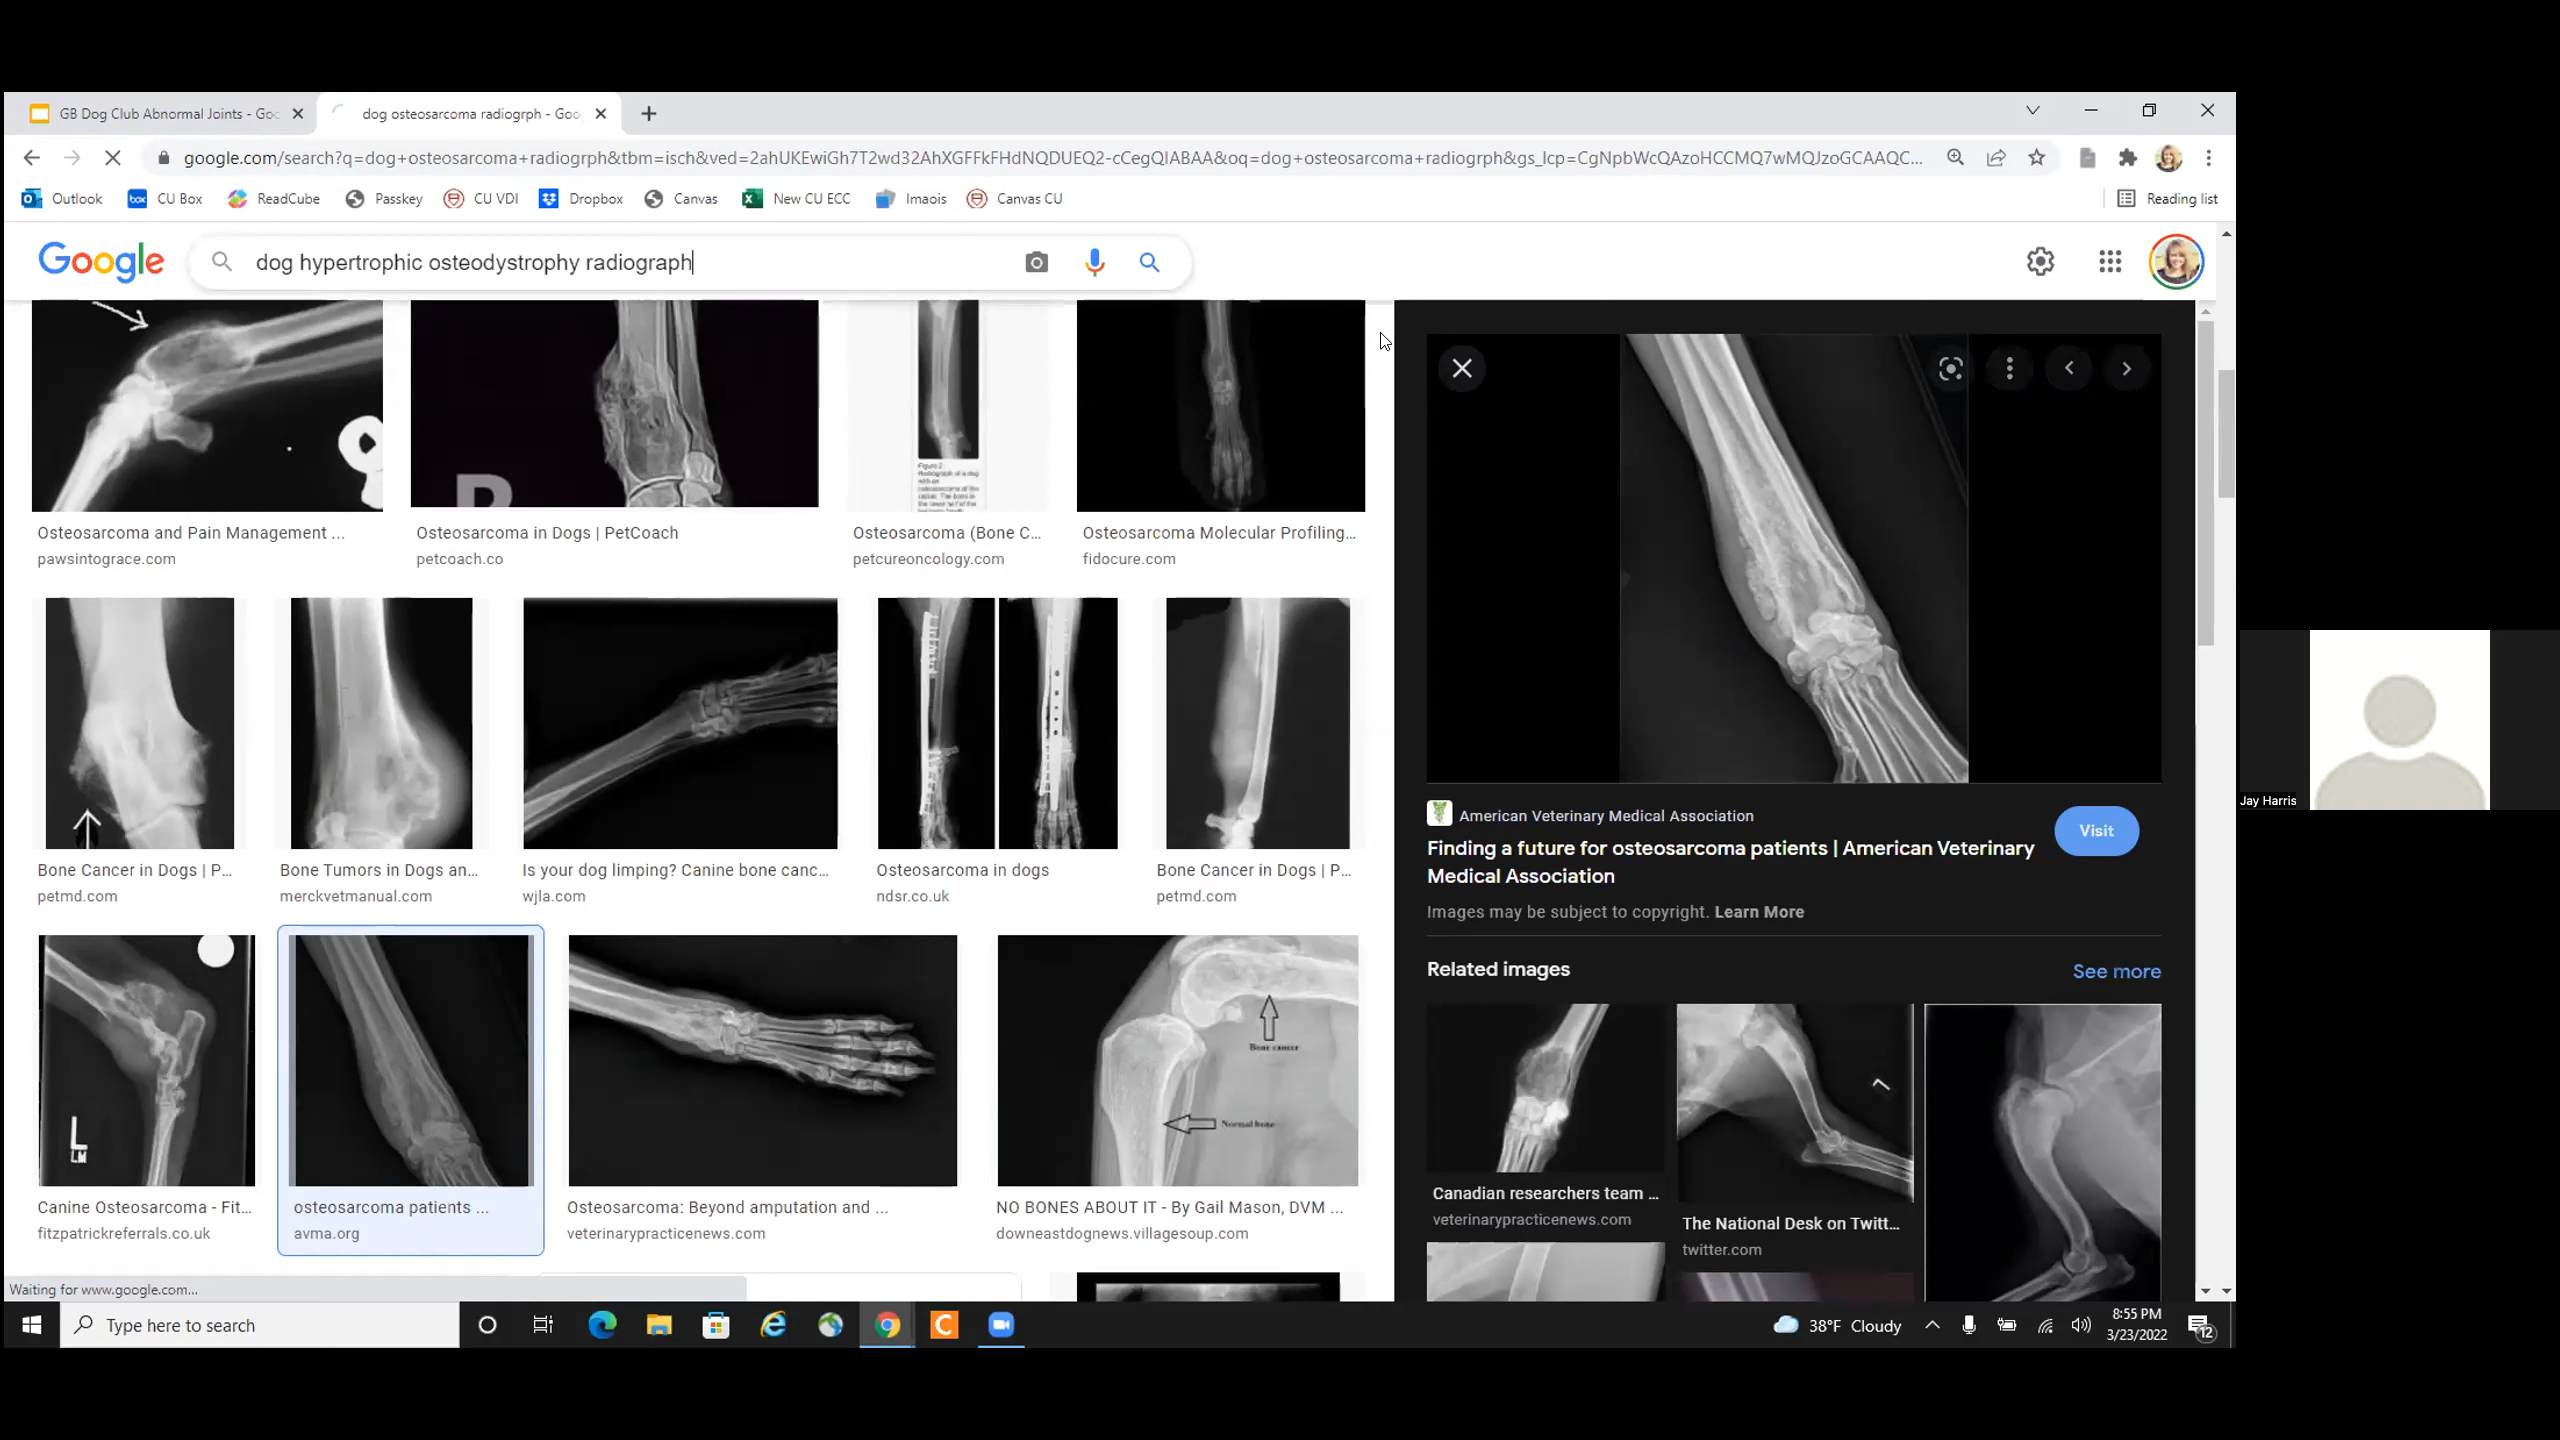 GB Dog Club Abnormal Joints - Goo
dog osteosarcoma radiogrph - Goo
google.com/search?q=dog+osteosarcoma+radiogrph&tbm=isch&ved=2ahUKEwiGh7T2wd32AhXGFFkFHdNQDUEQ2-cCegQIABAA&oq=dog+osteosarcoma+radiogrph&gs_lcp=CgNpbWcQAzoHCCMQ7wMQJzoGCAAQC...
Outlook CU Box ReadCube Passkey CU VDI Dropbox Canvas New CU ECC Imaois Canvas CU Reading list
Google dog hypertrophic osteodystrophy radiograph
R
Figure 2
Osteosarcoma and Pain Management ...
pawsintograce.com
Osteosarcoma in Dogs | PetCoach
petcoach.co
Osteosarcoma (Bone C...
petcureoncology.com
Osteosarcoma Molecular Profiling...
fidocure.com
Bone Cancer in Dogs | P...
petmd.com
Bone Tumors in Dogs an...
merckvetmanual.com
Is your dog limping? Canine bone canc...
wjla.com
Osteosarcoma in dogs
ndsr.co.uk
Bone Cancer in Dogs | P...
petmd.com
L
LM
Bone cancer
Normal bone
Canine Osteosarcoma - Fit...
fitzpatrickreferrals.co.uk
osteosarcoma patients ...
avma.org
Osteosarcoma: Beyond amputation and ...
veterinarypracticenews.com
NO BONES ABOUT IT - By Gail Mason, DVM ...
downeastdognews.villagesoup.com
American Veterinary Medical Association
Visit
Finding a future for osteosarcoma patients | American Veterinary
Medical Association
Images may be subject to copyright. Learn More
Related images
See more
Canadian researchers team ...
veterinarypracticenews.com
The National Desk on Twitt...
twitter.com
Jay Harris
Waiting for www.google.com...
Type here to search
38°F Cloudy
8:55 PM
3/23/2022
12